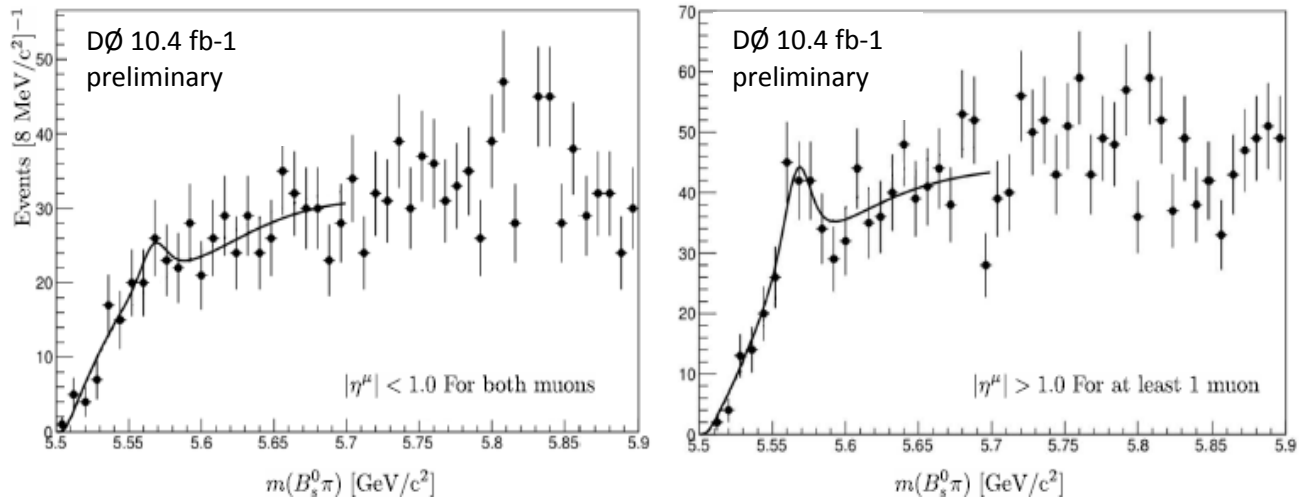 DØ 10.4 fb-1
preliminary
Events [8 MeV/c²]⁻¹
50
40
30
20
10
0
|η^μ| < 1.0 For both muons
5.5 5.55 5.6 5.65 5.7 5.75 5.8 5.85 5.9
m(B_s^0 π) [GeV/c²]
DØ 10.4 fb-1
preliminary
70
60
50
40
30
20
10
0
|η^μ| > 1.0 For at least 1 muon
5.5 5.55 5.6 5.65 5.7 5.75 5.8 5.85 5.9
m(B_s^0 π) [GeV/c²]